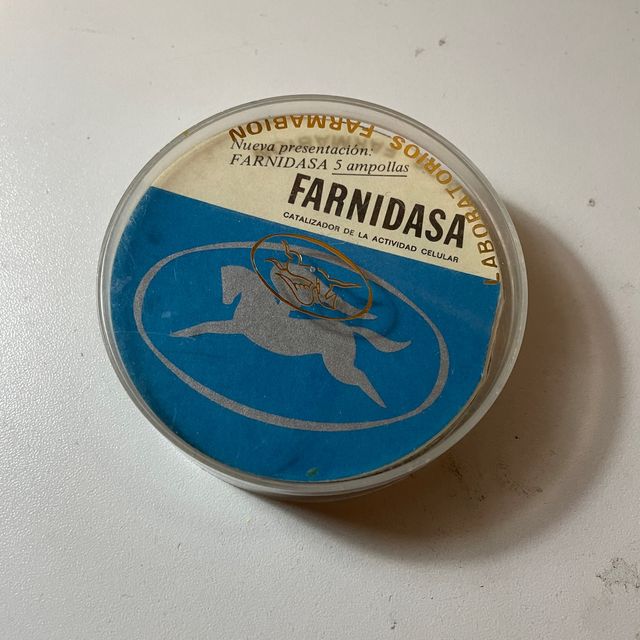 LABORATORIOS FARMABION
Nueva presentación:
FARNIDASA 5 ampollas
FARNIDASA
CATALIZADOR DE LA ACTIVIDAD CELULAR